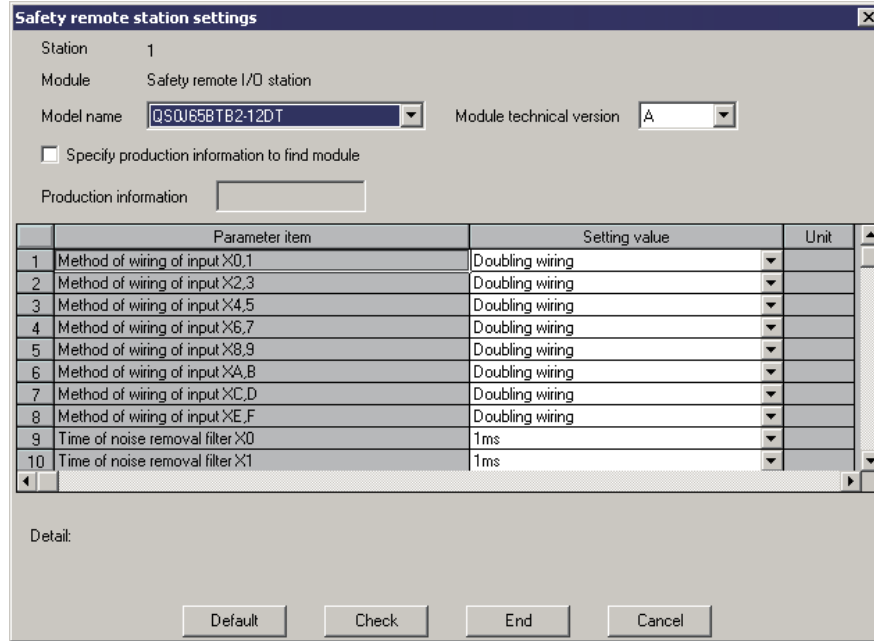 Safety remote station settings
Station 1
Module Safety remote I/O station
Model name QS0J65BTB2-12DT Module technical version A
Specify production information to find module
Production information
Parameter item Setting value Unit
1 Method of wiring of input X0,1 Doubling wiring
2 Method of wiring of input X2,3 Doubling wiring
3 Method of wiring of input X4,5 Doubling wiring
4 Method of wiring of input X6,7 Doubling wiring
5 Method of wiring of input X8,9 Doubling wiring
6 Method of wiring of input XA,B Doubling wiring
7 Method of wiring of input XC,D Doubling wiring
8 Method of wiring of input XE,F Doubling wiring
9 Time of noise removal filter X0 1ms
10 Time of noise removal filter X1 1ms
Detail:
Default Check End Cancel